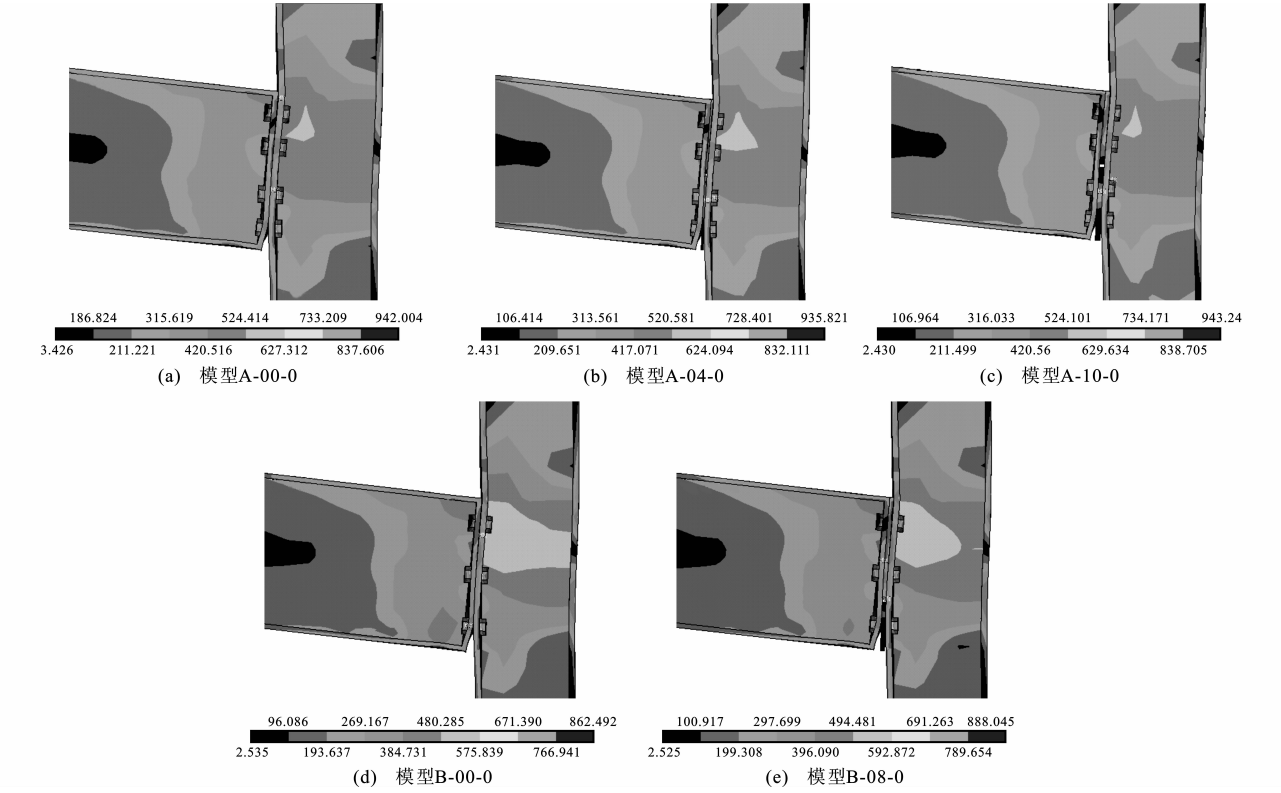 186.824 315.619 524.414 733.209 942.004
3.426 211.221 420.516 627.312 837.606
(a) 模型A-00-0
106.414 313.561 520.581 728.401 935.821
2.431 209.651 417.071 624.094 832.111
(b) 模型A-04-0
106.964 316.033 524.101 734.171 943.24
2.430 211.499 420.56 629.634 838.705
(c) 模型A-10-0
96.086 269.167 480.285 671.390 862.492
2.535 193.637 384.731 575.839 766.941
(d) 模型B-00-0
100.917 297.699 494.481 691.263 888.045
2.525 199.308 396.090 592.872 789.654
(e) 模型B-08-0